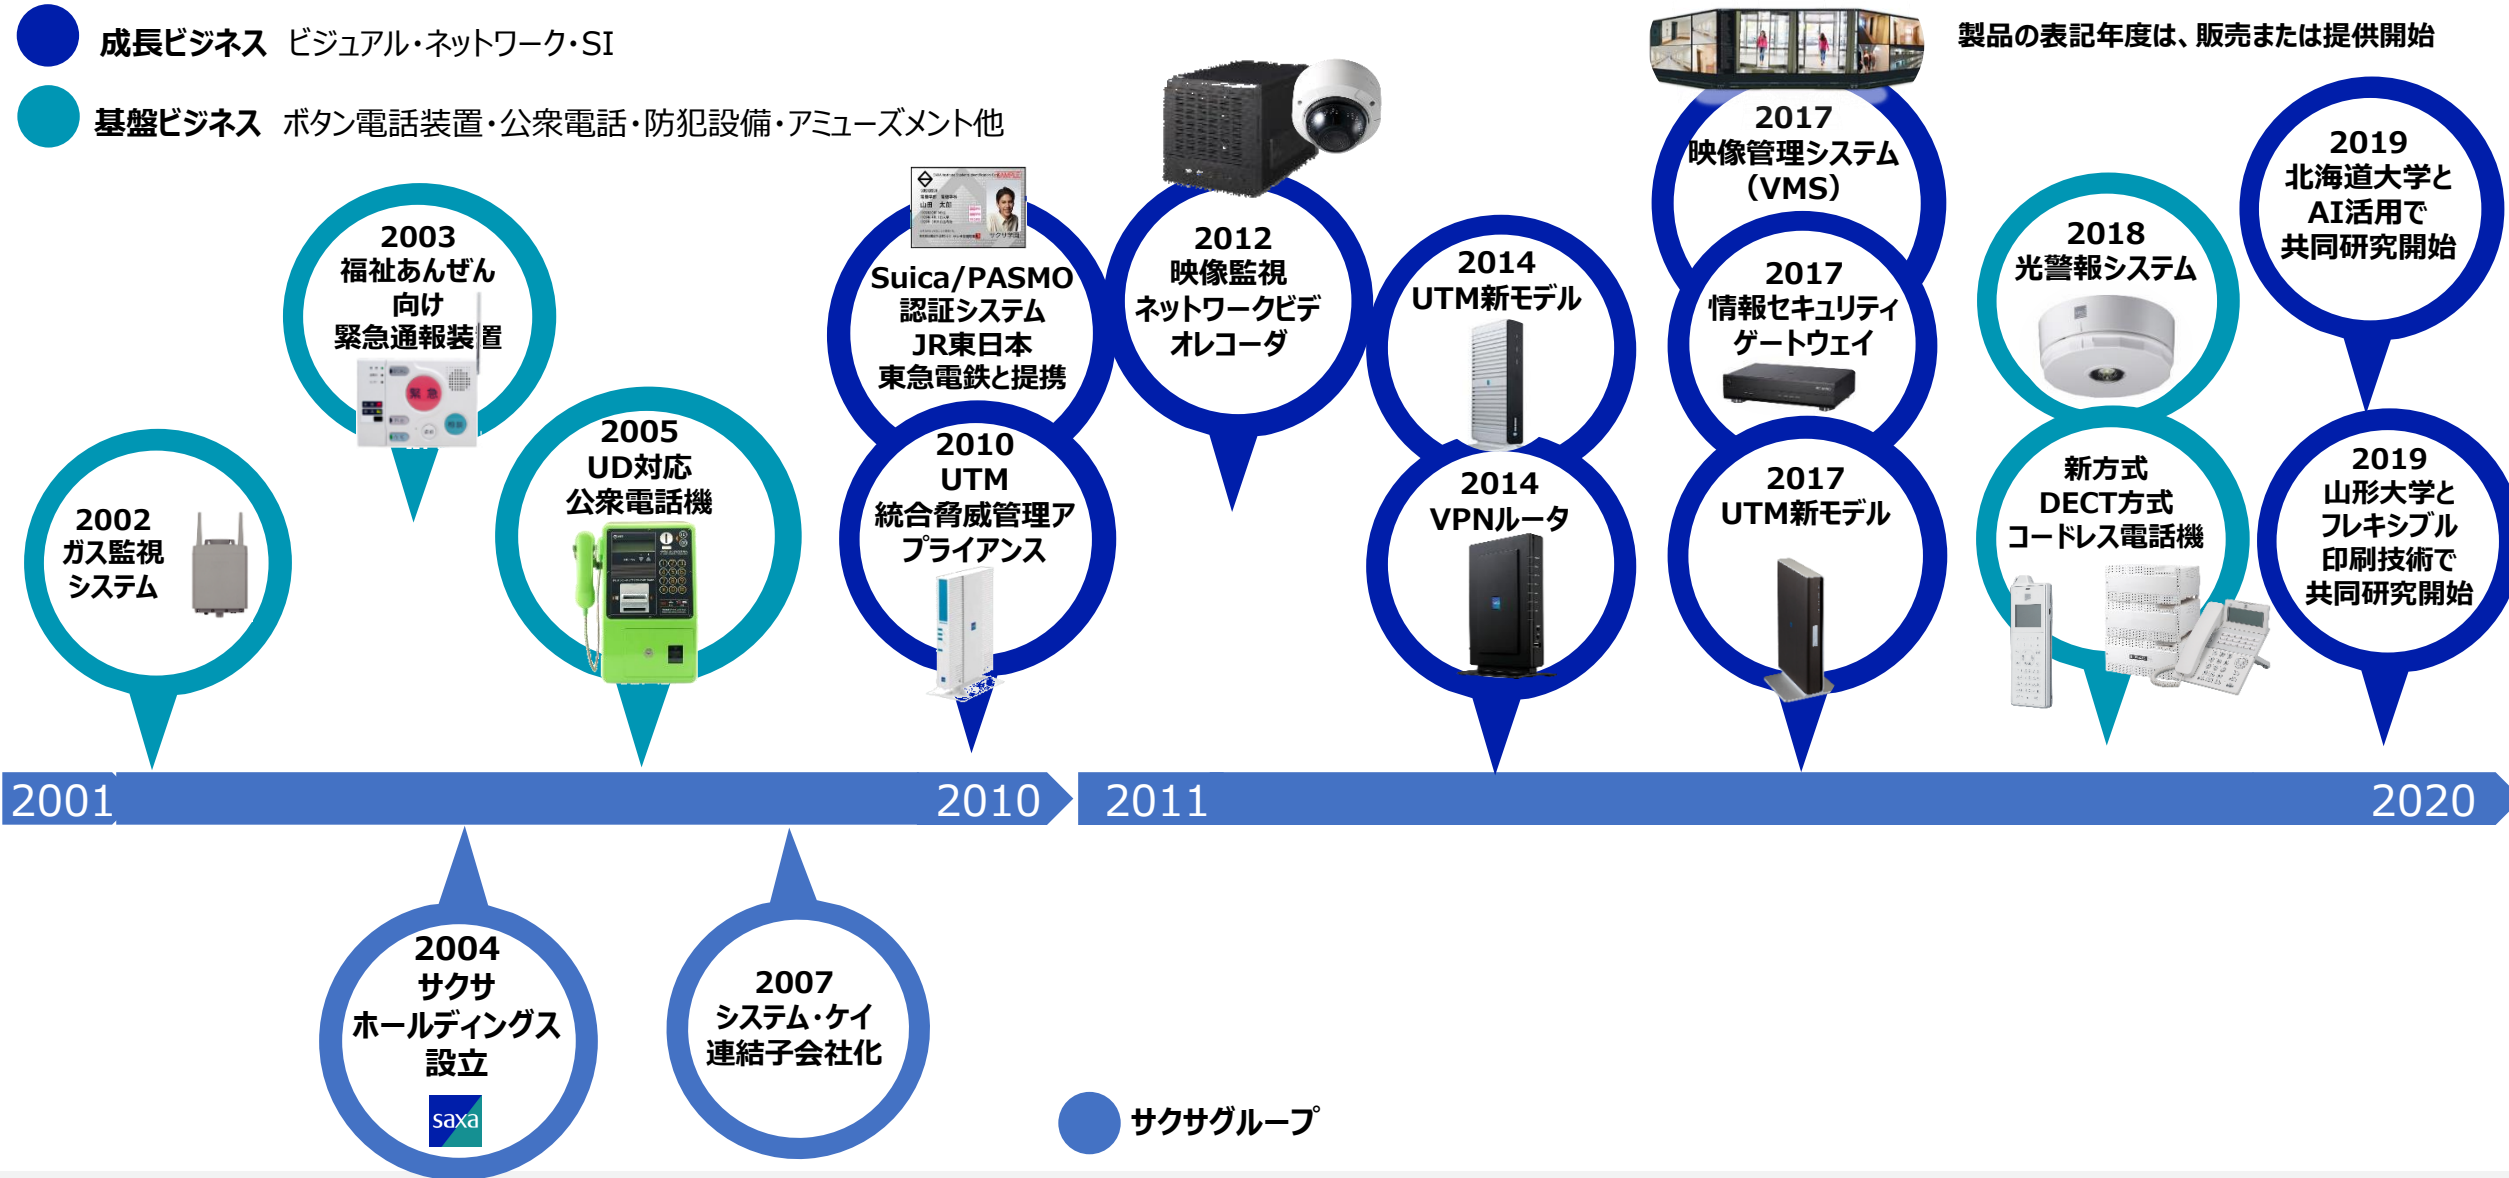 成長ビジネス ビジュアル・ネットワーク・SI
基盤ビジネス ボタン電話装置・公衆電話・防犯設備・アミューズメント他
製品の表記年度は、販売または提供開始
2002
ガス監視
システム
2003
福祉あんぜん
向け
緊急通報装置
緊急
2005
UD対応
公衆電話機
山田 太郎
サクサ学園
SAMPLE
Suica/PASMO
認証システム
JR東日本
東急電鉄と提携
2010
UTM
統合脅威管理ア
プライアンス
2012
映像監視
ネットワークビデ
オレコーダ
2014
UTM新モデル
2014
VPNルータ
2017
映像管理システム
（VMS）
2017
情報セキュリティ
ゲートウェイ
2017
UTM新モデル
2018
光警報システム
新方式
DECT方式
コードレス電話機
2019
北海道大学と
AI活用で
共同研究開始
2019
山形大学と
フレキシブル
印刷技術で
共同研究開始
2001
2010
2011
2020
2004
サクサ
ホールディングス
設立
saxa
2007
システム・ケイ
連結子会社化
サクサグループ